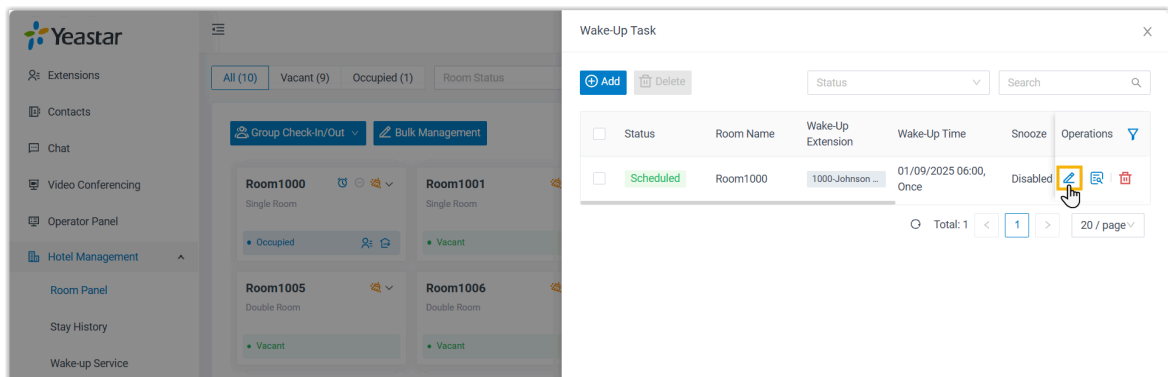 Yeastar
Extensions
Contacts
Chat
Video Conferencing
Operator Panel
Hotel Management
Room Panel
Stay History
Wake-up Service
All (10) Vacant (9) Occupied (1) Room Status
Group Check-In/Out Bulk Management
Room1000
Single Room
Occupied
Room1001
Single Room
Vacant
Room1005
Double Room
Vacant
Room1006
Double Room
Vacant
Wake-Up Task
Add Delete Status Search
Status Room Name Wake-Up Extension Wake-Up Time Snooze Operations
Scheduled Room1000 1000-Johnson ... 01/09/2025 06:00, Once Disabled
Total: 1 < 1 > 20 / page